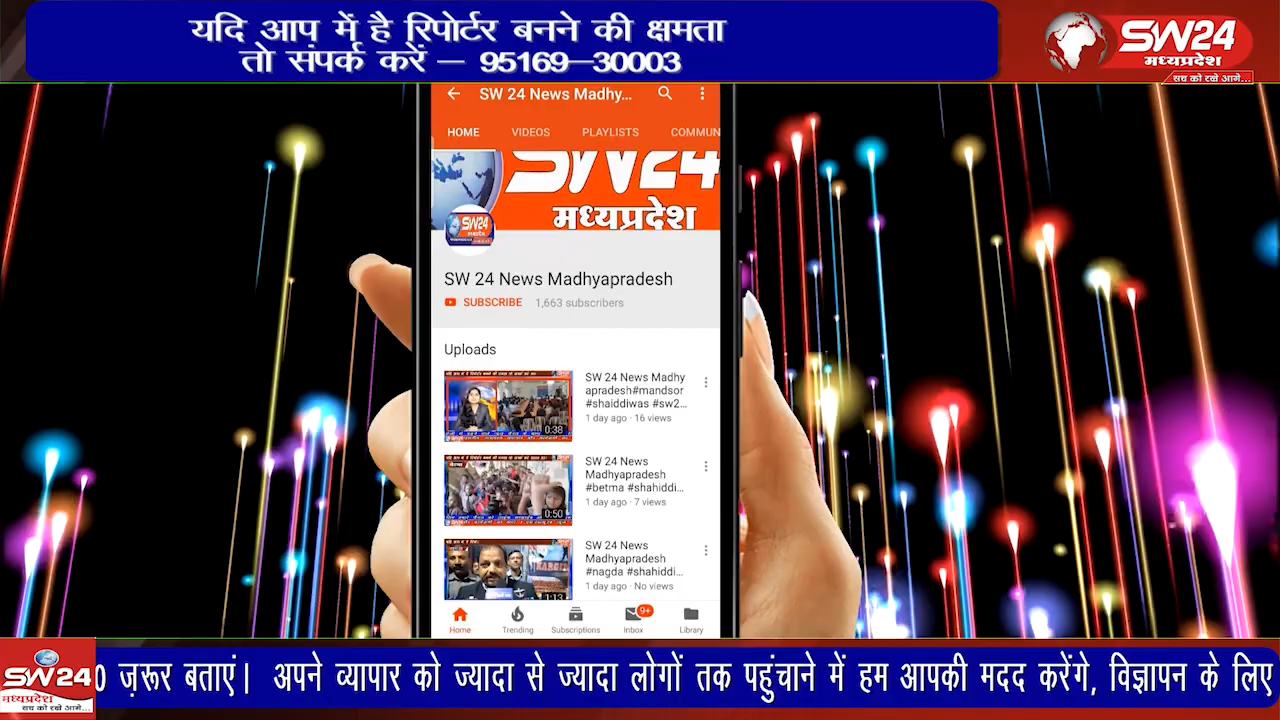 यदि आप में है रिपोर्टर बनने की क्षमता
तो संपर्क करें – 95169–30003
SW24
मध्यप्रदेश
सच को रखे आगे...
SW 24 News Madhy...
HOME VIDEOS PLAYLISTS COMMUN
SW24
मध्यप्रदेश
SW24
SW 24 News Madhyapradesh
SUBSCRIBE 1,663 subscribers
Uploads
SW 24 News Madhy
apradesh#mandsor
#shaiddiwas #sw2...
1 day ago · 16 views
0:38
SW 24 News
Madhyapradesh
#betma #shahiddi...
1 day ago · 7 views
0:50
SW 24 News
Madhyapradesh
#nagda #shahiddi...
1 day ago · No views
1:13
9+
Home Trending Subscriptions Inbox Library
SW24
मध्यप्रदेश
सच को रखे आगे...
0 ज़रूर बताएं। अपने व्यापार को ज्यादा से ज्यादा लोगों तक पहुंचाने में हम आपकी मदद करेंगे, विज्ञापन के लिए